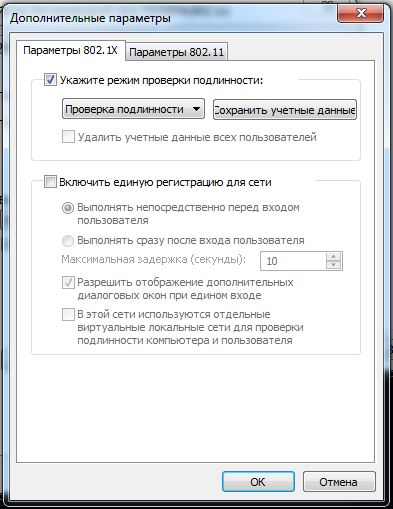 Дополнительные параметры
Параметры 802.1X
Параметры 802.11
Укажите режим проверки подлинности:
Проверка подлинности
Сохранить учетные данные
Удалить учетные данные всех пользователей
Включить единую регистрацию для сети
Выполнять непосредственно перед входом
пользователя
Выполнять сразу после входа пользователя
Максимальная задержка (секунды):
10
Разрешить отображение дополнительных
диалоговых окон при едином входе
В этой сети используются отдельные
виртуальные локальные сети для проверки
подлинности компьютера и пользователя
OK
Отмена